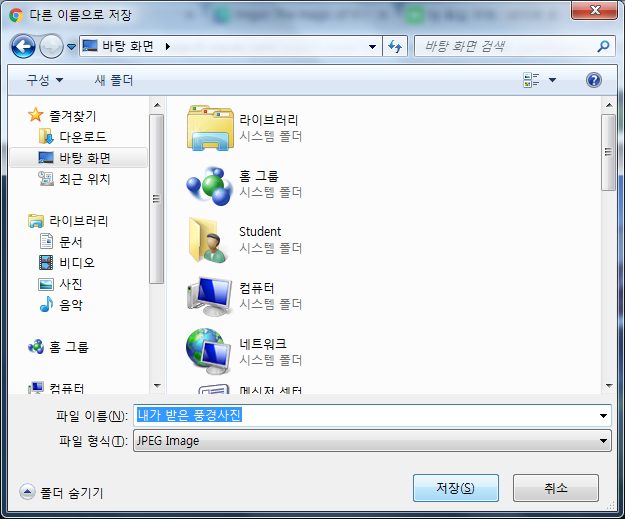 다른 이름으로 저장
바탕 화면
바탕 화면 검색
구성
새 폴더
즐겨찾기
다운로드
바탕 화면
최근 위치
라이브러리
문서
비디오
사진
음악
홈 그룹
컴퓨터
라이브러리
시스템 폴더
홈 그룹
시스템 폴더
Student
시스템 폴더
컴퓨터
시스템 폴더
네트워크
시스템 폴더
메신저 센터
파일 이름(N):
내가 받은 풍경사진
파일 형식(T):
JPEG Image
폴더 숨기기
저장(S)
취소